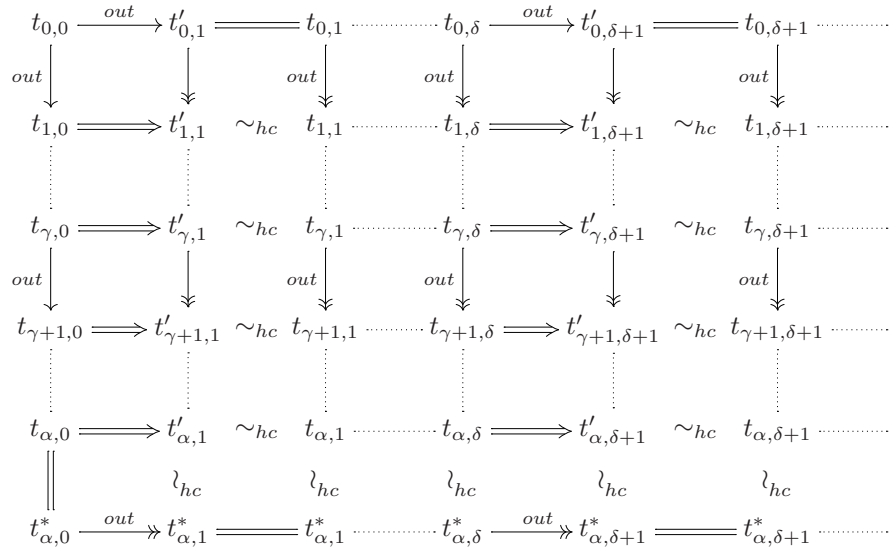 t_{0,0} out t'_{0,1} t_{0,1} t_{0,δ} out t'_{0,δ+1} t_{0,δ+1}
out out out out
t_{1,0} t'_{1,1} ∼_{hc} t_{1,1} t_{1,δ} t'_{1,δ+1} ∼_{hc} t_{1,δ+1}
t_{γ,0} t'_{γ,1} ∼_{hc} t_{γ,1} t_{γ,δ} t'_{γ,δ+1} ∼_{hc} t_{γ,δ+1}
out out out out
t_{γ+1,0} t'_{γ+1,1} ∼_{hc} t_{γ+1,1} t_{γ+1,δ} t'_{γ+1,δ+1} ∼_{hc} t_{γ+1,δ+1}
t_{α,0} t'_{α,1} ∼_{hc} t_{α,1} t_{α,δ} t'_{α,δ+1} ∼_{hc} t_{α,δ+1}
≀_{hc} ≀_{hc} ≀_{hc} ≀_{hc} ≀_{hc}
t^*_{α,0} out t^*_{α,1} t^*_{α,1} t^*_{α,δ} out t^*_{α,δ+1} t^*_{α,δ+1}